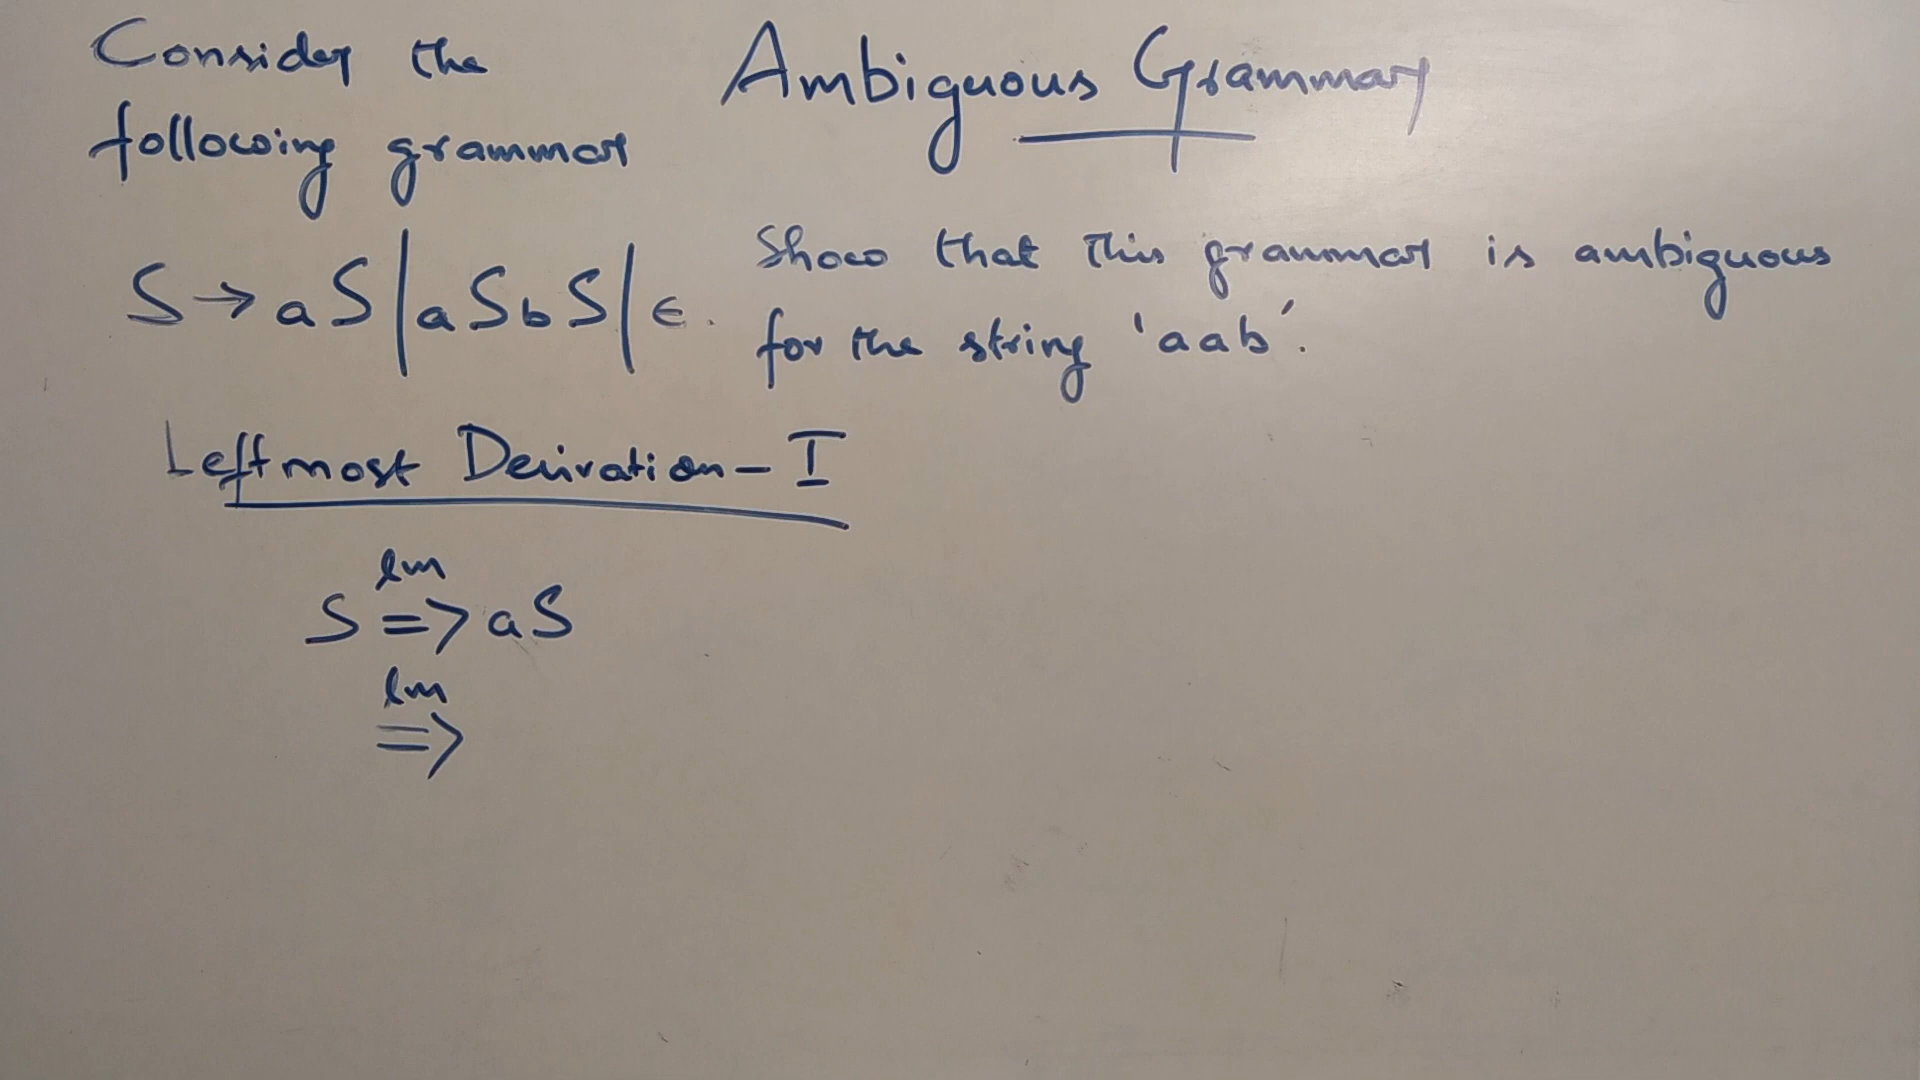 Ambiguous Grammar
Consider the
following grammar
S → aS | aSbS | ϵ.
Show that this grammar is ambiguous
for the string 'aab'.
Leftmost Derivation - I
lm
S => aS
lm
=>